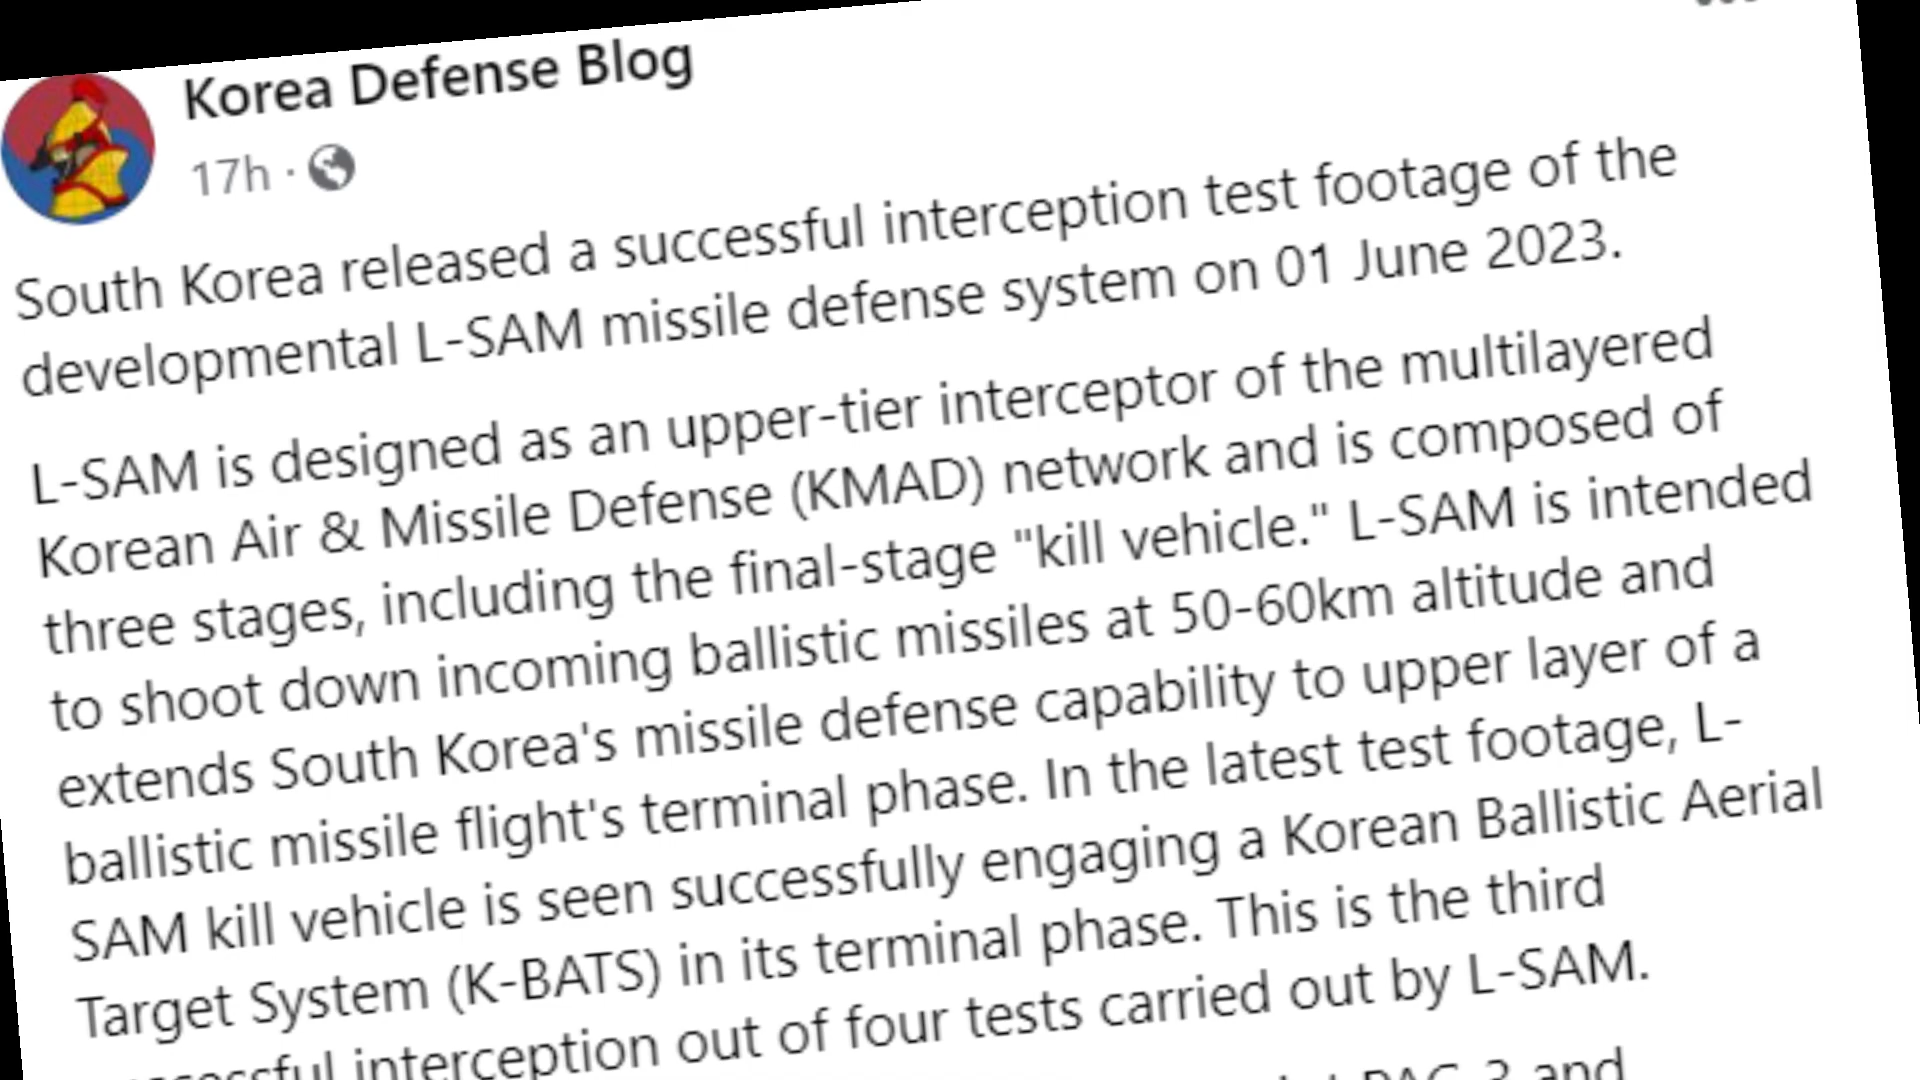 Korea Defense Blog
17h ·
South Korea released a successful interception test footage of the
developmental L-SAM missile defense system on 01 June 2023.
L-SAM is designed as an upper-tier interceptor of the multilayered
Korean Air & Missile Defense (KMAD) network and is composed of
three stages, including the final-stage "kill vehicle." L-SAM is intended
to shoot down incoming ballistic missiles at 50-60km altitude and
extends South Korea's missile defense capability to upper layer of a
ballistic missile flight's terminal phase. In the latest test footage, L-
SAM kill vehicle is seen successfully engaging a Korean Ballistic Aerial
Target System (K-BATS) in its terminal phase. This is the third
interception out of four tests carried out by L-SAM.
PAC-3 and